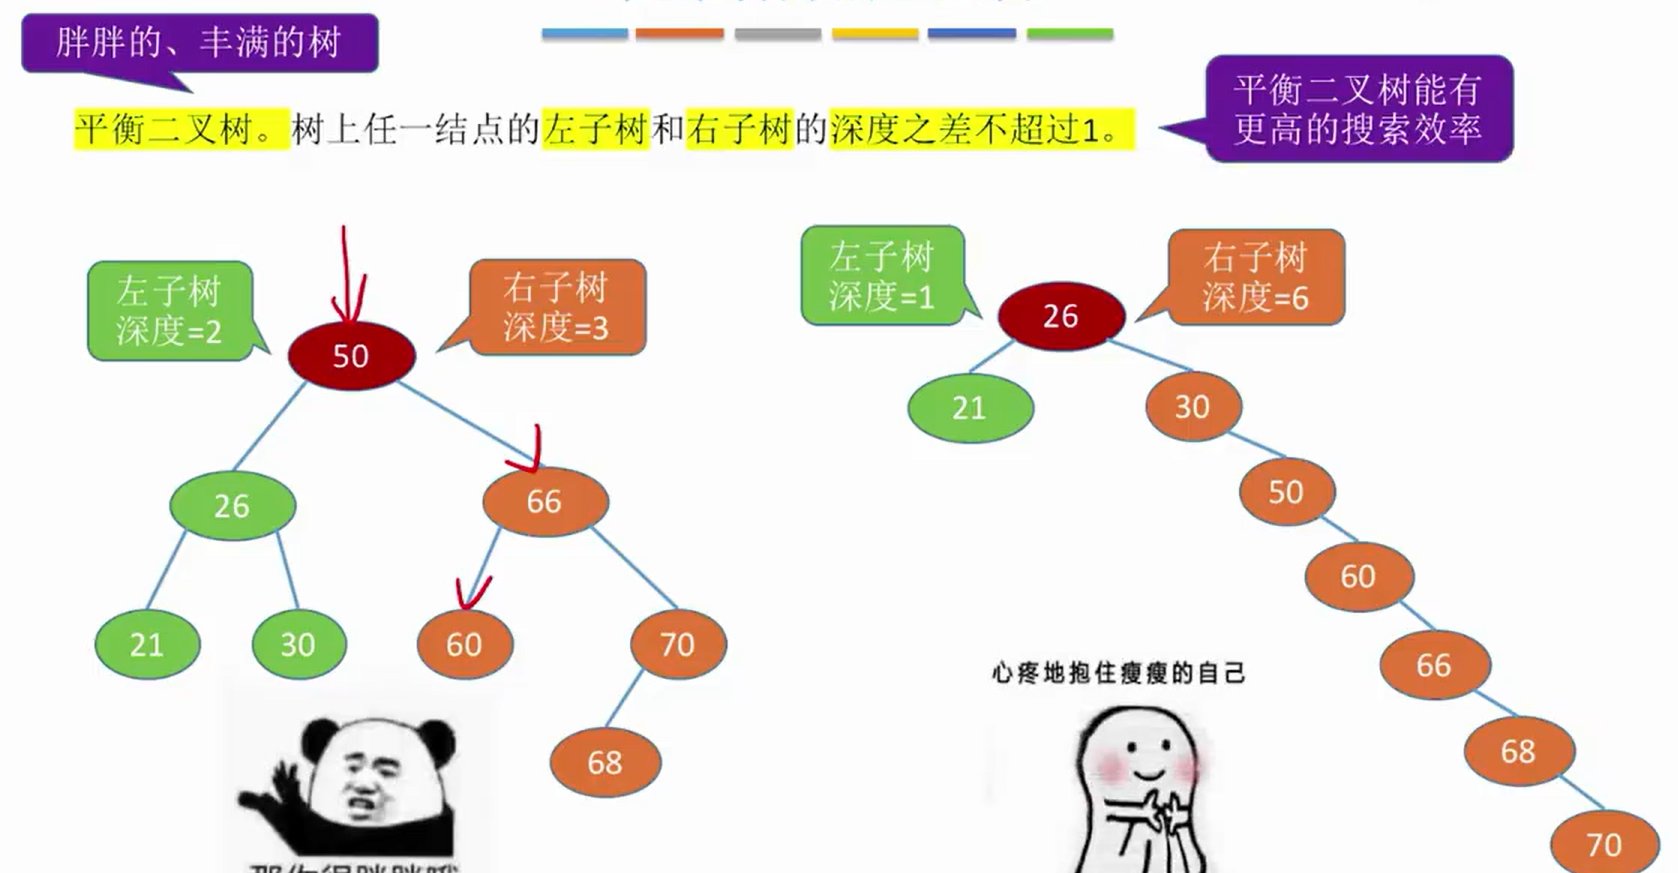 胖胖的、丰满的树
平衡二叉树。树上任一结点的左子树和右子树的深度之差不超过1。
平衡二叉树能有
更高的搜索效率
左子树
深度=2
右子树
深度=3
50
26
66
21
30
60
70
68
左子树
深度=1
右子树
深度=6
26
21
30
50
60
66
68
70
心疼地抱住瘦瘦的自己